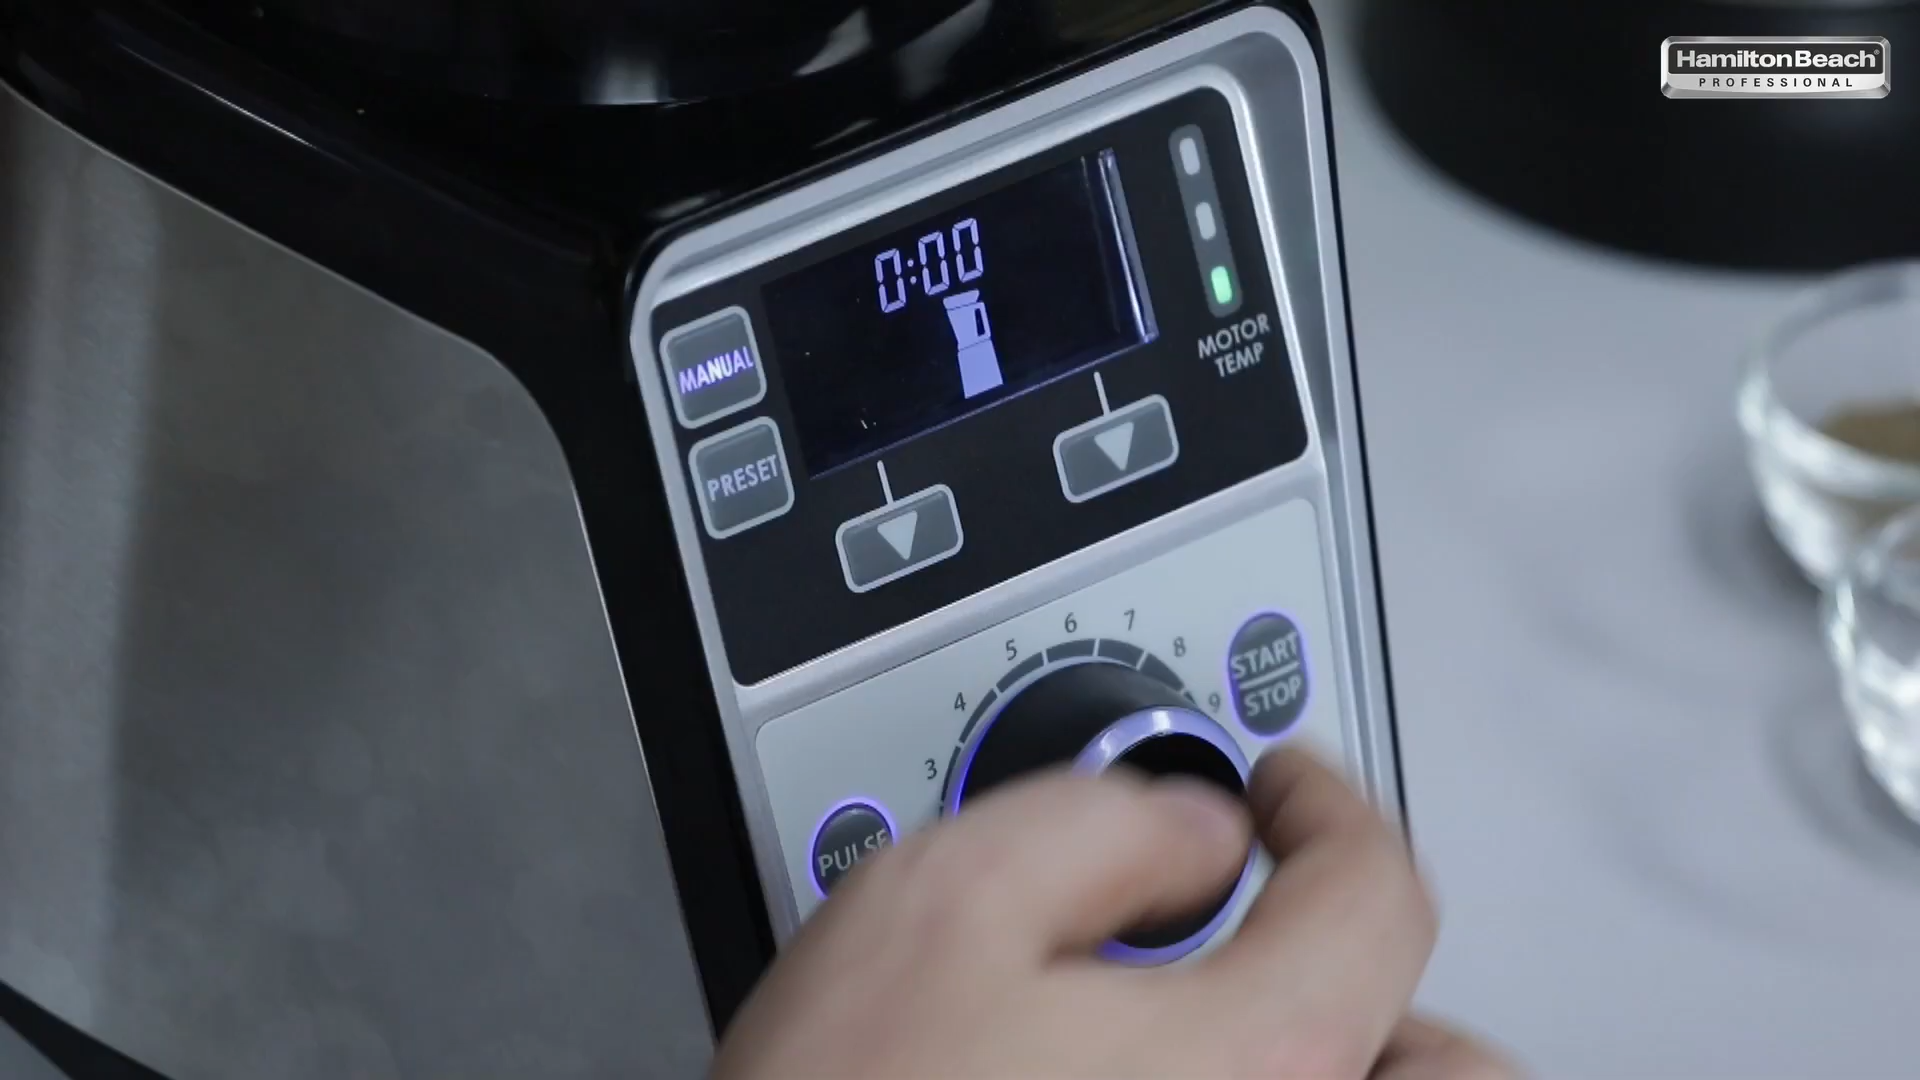 HamiltonBeach®
PROFESSIONAL
0:00
MANUAL
PRESET
MOTOR
TEMP
3
4
5
6
7
8
9
START
STOP
PULSE